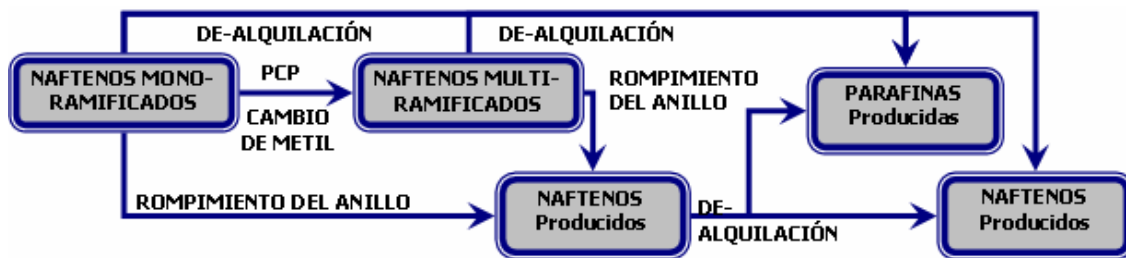 DE-ALQUILACIÓN
DE-ALQUILACIÓN
NAFTENOS MONO-
RAMIFICADOS
PCP
CAMBIO
DE METIL
NAFTENOS MULTI-
RAMIFICADOS
ROMPIMIENTO
DEL ANILLO
PARAFINAS
Producidas
ROMPIMIENTO DEL ANILLO
NAFTENOS
Producidos
DE-
ALQUILACIÓN
NAFTENOS
Producidos